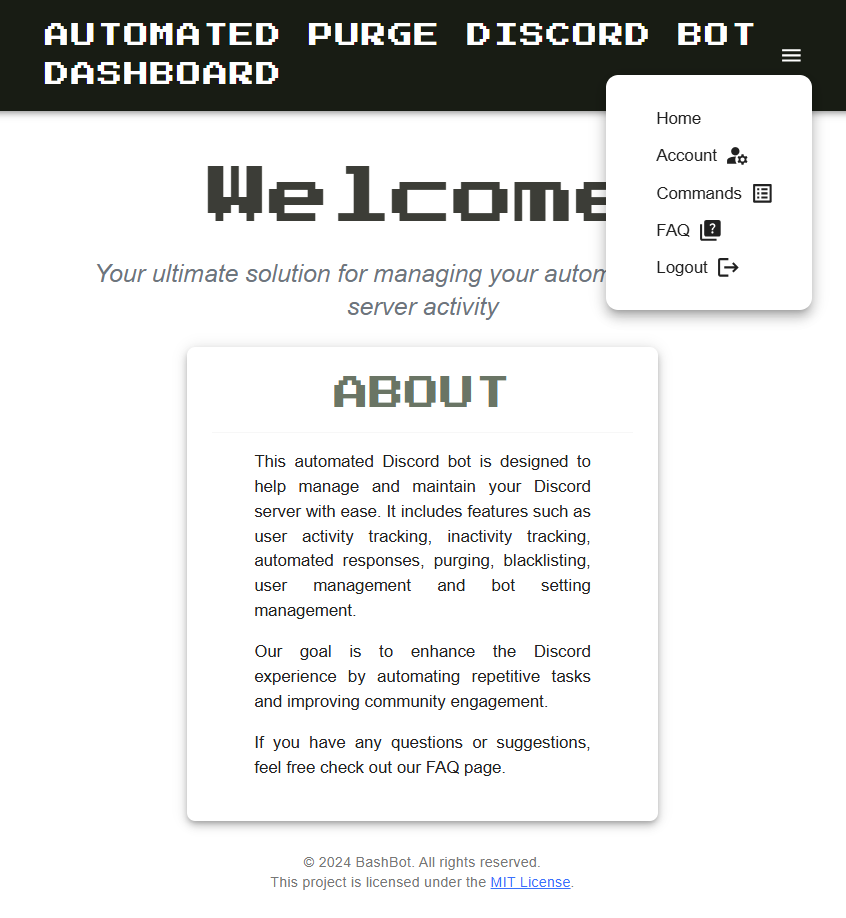 AUTOMATED PURGE DISCORD BOT
DASHBOARD
Home
Account
Commands
FAQ
Logout
Welcome
Your ultimate solution for managing your autom
server activity
ABOUT
This automated Discord bot is designed to
help manage and maintain your Discord
server with ease. It includes features such as
user activity tracking, inactivity tracking,
automated responses, purging, blacklisting,
user management and bot setting
management.
Our goal is to enhance the Discord
experience by automating repetitive tasks
and improving community engagement.
If you have any questions or suggestions,
feel free check out our FAQ page.
© 2024 BashBot. All rights reserved.
This project is licensed under the MIT License.